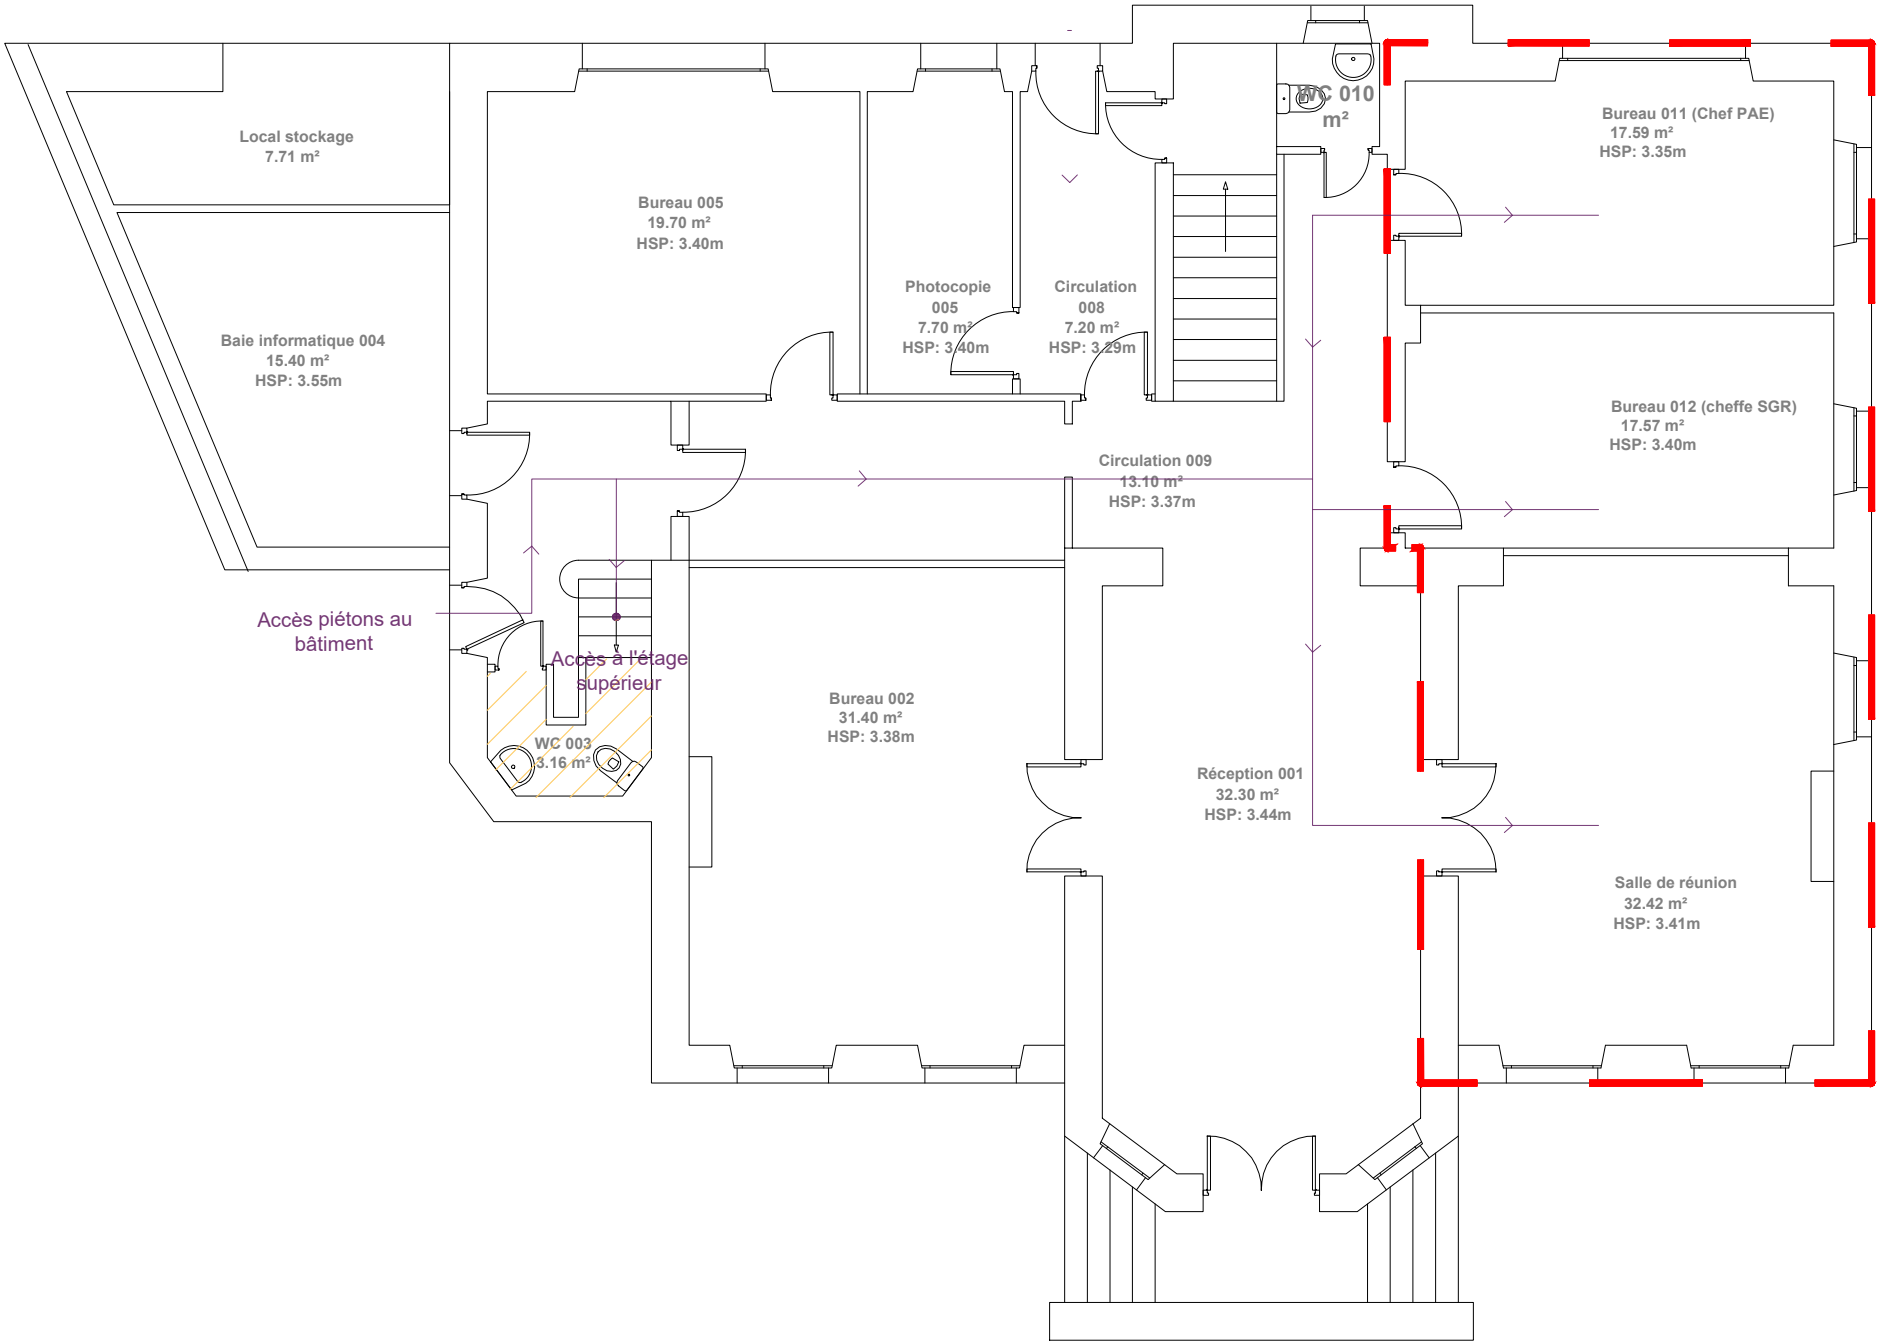 WC 010
m²
Bureau 011 (Chef PAE)
17.59 m²
HSP: 3.35m
Local stockage
7.71 m²
Bureau 005
19.70 m²
HSP: 3.40m
Photocopie
005
7.70 m²
HSP: 3.40m
Circulation
008
7.20 m²
HSP: 3.29m
Baie informatique 004
15.40 m²
HSP: 3.55m
Bureau 012 (cheffe SGR)
17.57 m²
HSP: 3.40m
Circulation 009
13.10 m²
HSP: 3.37m
Accès piétons au
bâtiment
Accès à l'étage
supérieur
Bureau 002
31.40 m²
HSP: 3.38m
WC 003
3.16 m²
Réception 001
32.30 m²
HSP: 3.44m
Salle de réunion
32.42 m²
HSP: 3.41m